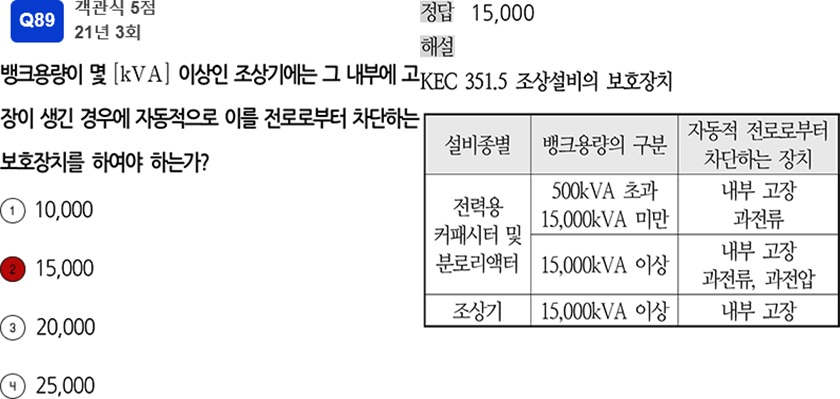 Q89
객관식 5점
21년 3회
뱅크용량이 몇 [kVA] 이상인 조상기에는 그 내부에 고
장이 생긴 경우에 자동적으로 이를 전로로부터 차단하는
보호장치를 하여야 하는가?
1 10,000
2 15,000
3 20,000
4 25,000
정답 15,000
해설
KEC 351.5 조상설비의 보호장치
설비종별 뱅크용량의 구분 자동적 전로로부터
차단하는 장치
전력용
커패시터 및
분로리액터
500kVA 초과
15,000kVA 미만
내부 고장
과전류
15,000kVA 이상
내부 고장
과전류, 과전압
조상기 15,000kVA 이상 내부 고장